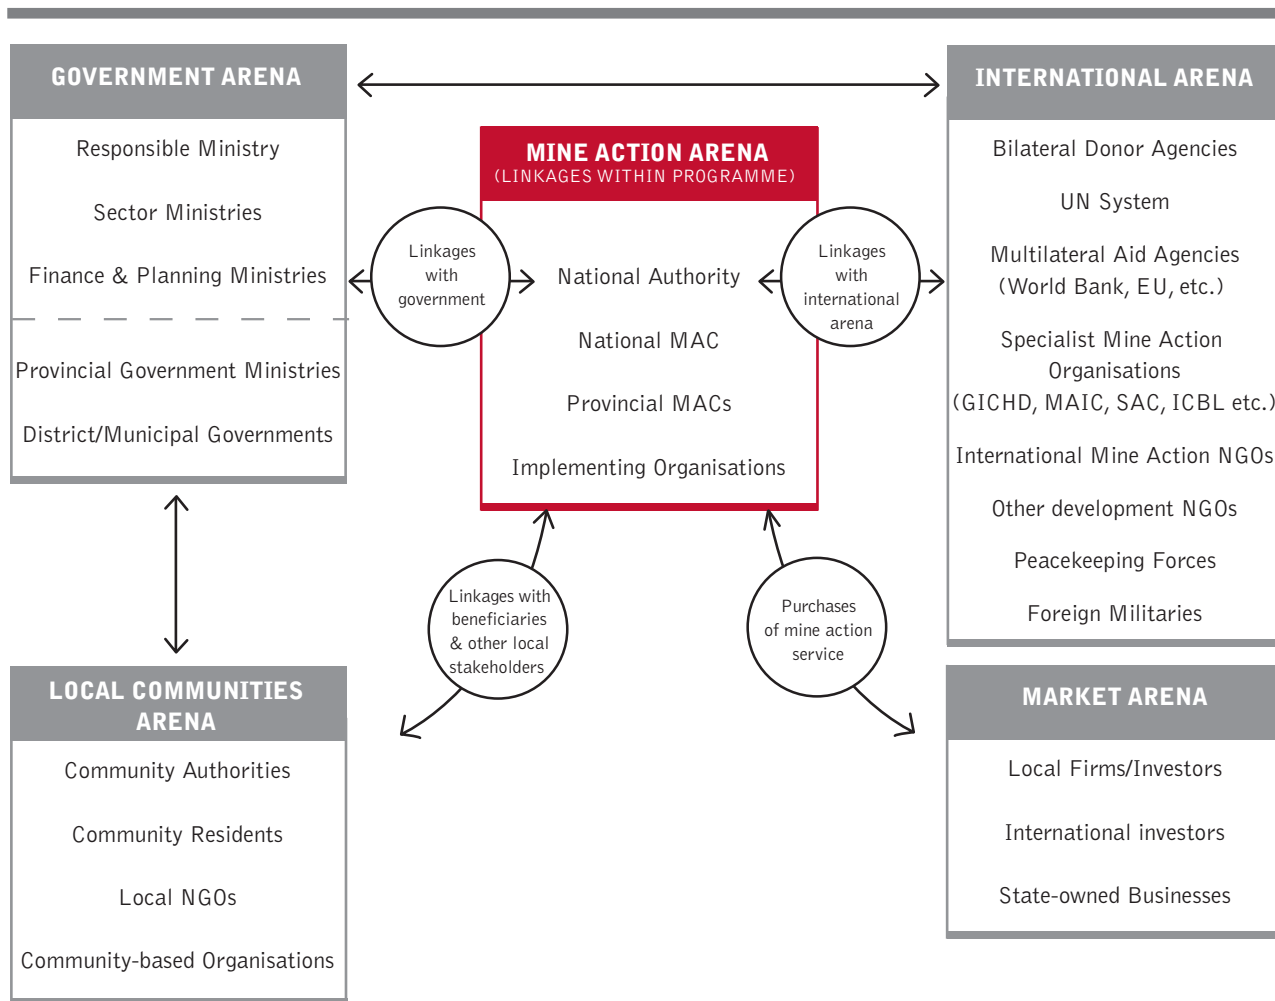 GOVERNMENT ARENA
Responsible Ministry
Sector Ministries
Finance & Planning Ministries
Provincial Government Ministries
District/Municipal Governments
MINE ACTION ARENA
(LINKAGES WITHIN PROGRAMME)
National Authority
National MAC
Provincial MACs
Implementing Organisations
INTERNATIONAL ARENA
Bilateral Donor Agencies
UN System
Multilateral Aid Agencies
(World Bank, EU, etc.)
Specialist Mine Action
Organisations
(GICHD, MAIC, SAC, ICBL etc.)
International Mine Action NGOs
Other development NGOs
Peacekeeping Forces
Foreign Militaries
Linkages
with
government
Linkages
with
international
arena
Linkages with
beneficiaries
& other local
stakeholders
Purchases
of mine action
service
LOCAL COMMUNITIES
ARENA
Community Authorities
Community Residents
Local NGOs
Community-based Organisations
MARKET ARENA
Local Firms/Investors
International investors
State-owned Businesses